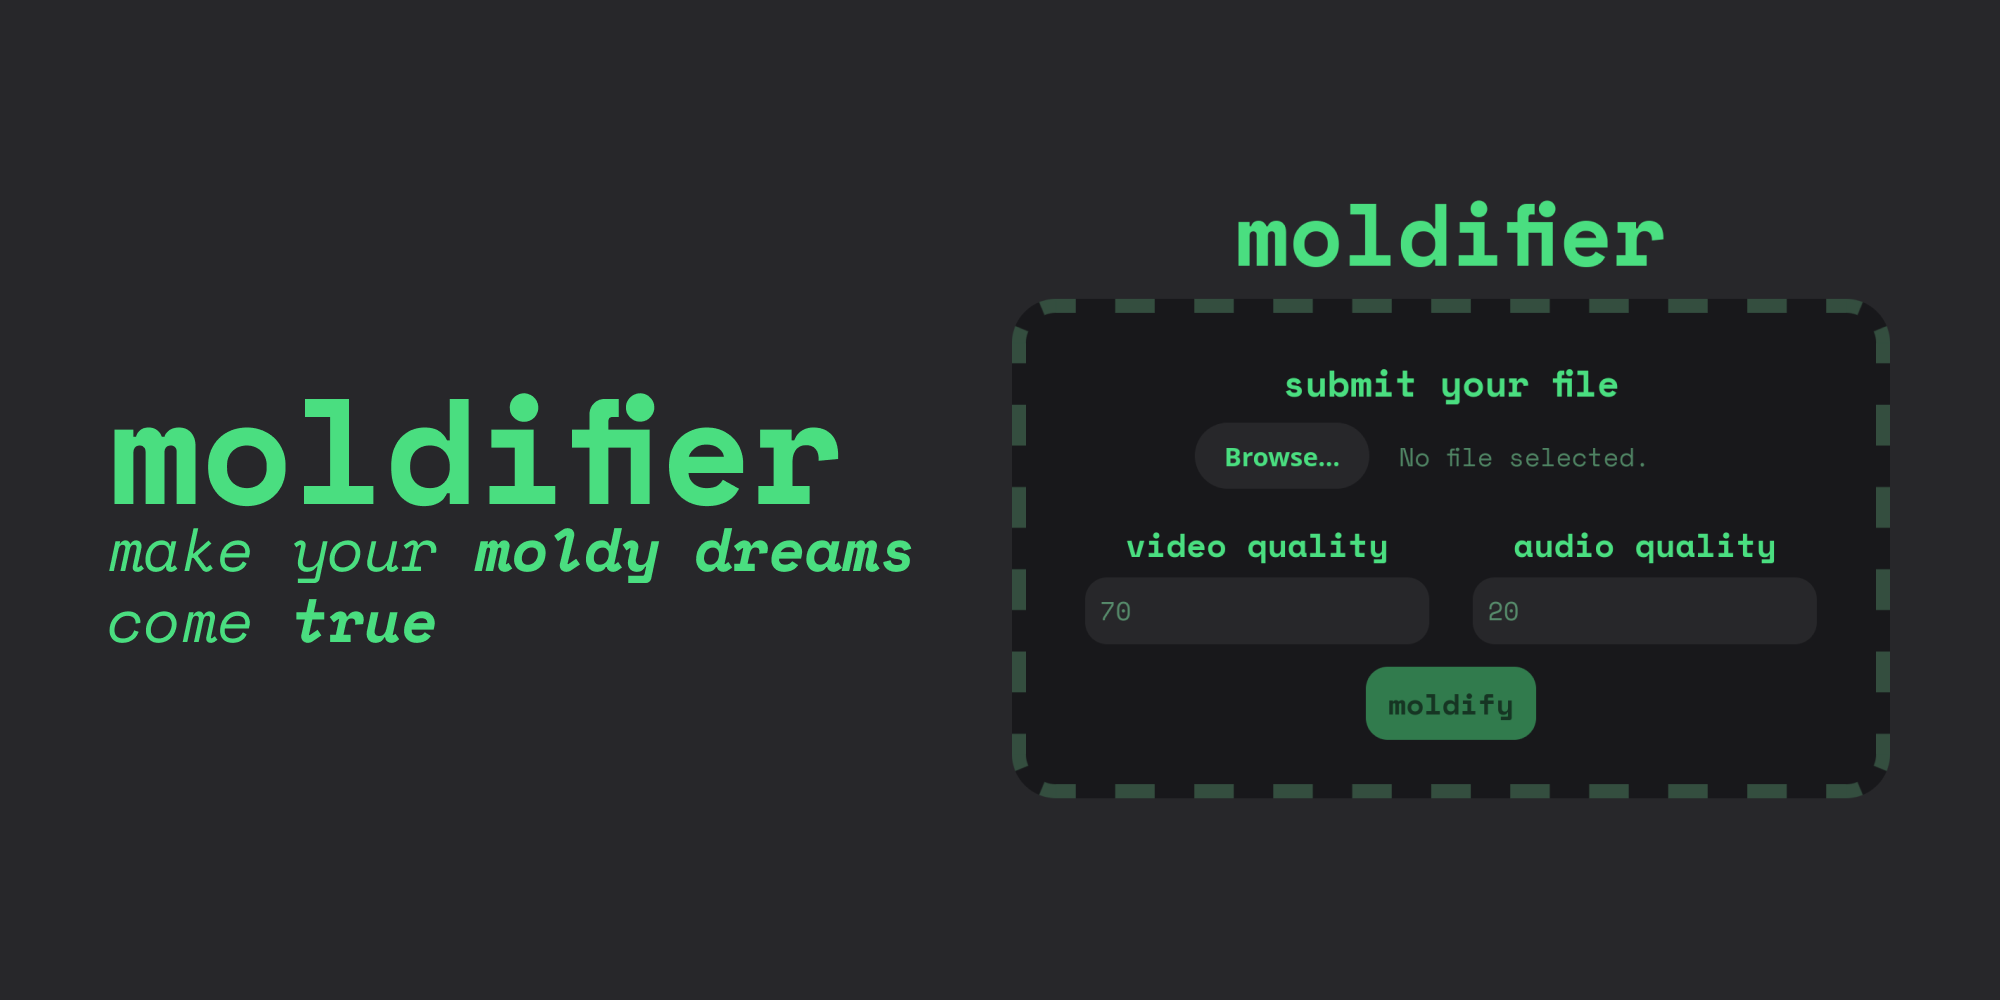 moldifier
make your moldy dreams
come true
moldifier
submit your file
Browse... No file selected.
video quality audio quality
70 20
moldify